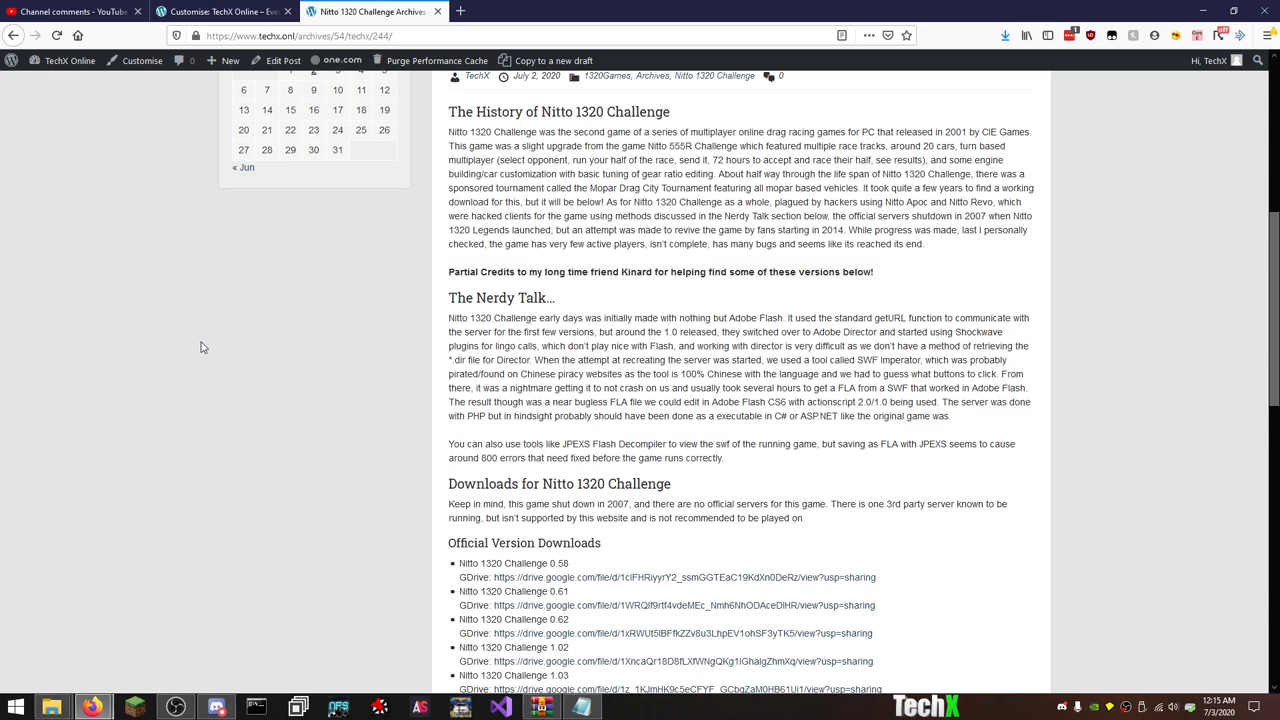 Channel comments - YouTube
Customise: TechX Online – Eve
Nitto 1320 Challenge Archives
https://www.techx.onl/archives/54/techx/244/
TechX Online
Customise
0
New
Edit Post
one.com
Purge Performance Cache
Copy to a new draft
Hi, TechX
6 7 8 9 10 11 12
13 14 15 16 17 18 19
20 21 22 23 24 25 26
27 28 29 30 31
« Jun
TechX July 2, 2020 1320Games, Archives, Nitto 1320 Challenge 0
The History of Nitto 1320 Challenge
Nitto 1320 Challenge was the second game of a series of multiplayer online drag racing games for PC that released in 2001 by CIE Games.
This game was a slight upgrade from the game Nitto 555R Challenge which featured multiple race tracks, around 20 cars, turn based
multiplayer (select opponent, run your half of the race, send it, 72 hours to accept and race their half, see results), and some engine
building/car customization with basic tuning of gear ratio editing. About half way through the life span of Nitto 1320 Challenge, there was a
sponsored tournament called the Mopar Drag City Tournament featuring all mopar based vehicles. It took quite a few years to find a working
download for this, but it will be below! As for Nitto 1320 Challenge as a whole, plagued by hackers using Nitto Apoc and Nitto Revo, which
were hacked clients for the game using methods discussed in the Nerdy Talk section below, the official servers shutdown in 2007 when Nitto
1320 Legends launched, but an attempt was made to revive the game by fans starting in 2014. While progress was made, last I personally
checked, the game has very few active players, isn't complete, has many bugs and seems like its reached its end.
Partial Credits to my long time friend Kinard for helping find some of these versions below!
The Nerdy Talk…
Nitto 1320 Challenge early days was initially made with nothing but Adobe Flash. It used the standard getURL function to communicate with
the server for the first few versions, but around the 1.0 released, they switched over to Adobe Director and started using Shockwave
plugins for lingo calls, which don't play nice with Flash, and working with director is very difficult as we don't have a method of retrieving the
*.dir file for Director. When the attempt at recreating the server was started, we used a tool called SWF Imperator, which was probably
pirated/found on Chinese piracy websites as the tool is 100% Chinese with the language and we had to guess what buttons to click. From
there, it was a nightmare getting it to not crash on us and usually took several hours to get a FLA from a SWF that worked in Adobe Flash.
The result though was a near bugless FLA file we could edit in Adobe Flash CS6 with actionscript 2.0/1.0 being used. The server was done
with PHP but in hindsight probably should have been done as a executable in C# or ASP.NET like the original game was.
You can also use tools like JPEXS Flash Decompiler to view the swf of the running game, but saving as FLA with JPEXS seems to cause
around 800 errors that need fixed before the game runs correctly.
Downloads for Nitto 1320 Challenge
Keep in mind, this game shut down in 2007, and there are no official servers for this game. There is one 3rd party server known to be
running, but isn't supported by this website and is not recommended to be played on
Official Version Downloads
Nitto 1320 Challenge 0.58
GDrive: https://drive.google.com/file/d/1clFHRiyyrY2_ssmGGTEaC19KdXn0DeRz/view?usp=sharing
Nitto 1320 Challenge 0.61
GDrive: https://drive.google.com/file/d/1WRQlf9rtf4vdeMEc_Nmh6NhODAceDlHR/view?usp=sharing
Nitto 1320 Challenge 0.62
GDrive: https://drive.google.com/file/d/1xRWUt5lBFfkZZv8u3LhpEV1ohSF3yTK5/view?usp=sharing
Nitto 1320 Challenge 1.02
GDrive: https://drive.google.com/file/d/1XncaQr18D8fLXfWNgQKg1lGhalgZhmXq/view?usp=sharing
Nitto 1320 Challenge 1.03
GDrive: https://drive.google.com/file/d/1z_1KJmHK9c5eCFYF_GCbgZaM0HB61Ui1/view?usp=sharing
TechX
12:15 AM
7/3/2020